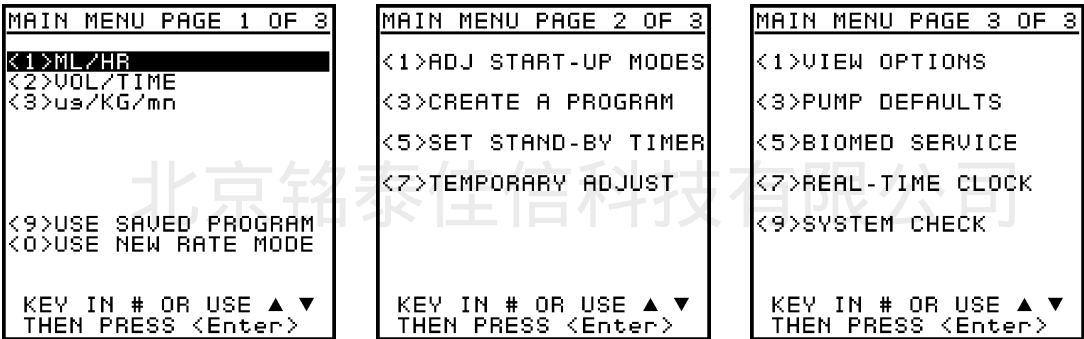 MAIN MENU PAGE 1 OF 3
<1>ML/HR
<2>VOL/TIME
<3>us/KG/mn
<9>USE SAVED PROGRAM
<0>USE NEW RATE MODE
KEY IN # OR USE ▲ ▼
THEN PRESS <Enter>
MAIN MENU PAGE 2 OF 3
<1>ADJ START-UP MODES
<3>CREATE A PROGRAM
<5>SET STAND-BY TIMER
<7>TEMPORARY ADJUST
KEY IN # OR USE ▲ ▼
THEN PRESS <Enter>
MAIN MENU PAGE 3 OF 3
<1>VIEW OPTIONS
<3>PUMP DEFAULTS
<5>BIOMED SERVICE
<7>REAL-TIME CLOCK
<9>SYSTEM CHECK
KEY IN # OR USE ▲ ▼
THEN PRESS <Enter>
北京铭泰佳信科技有限公司